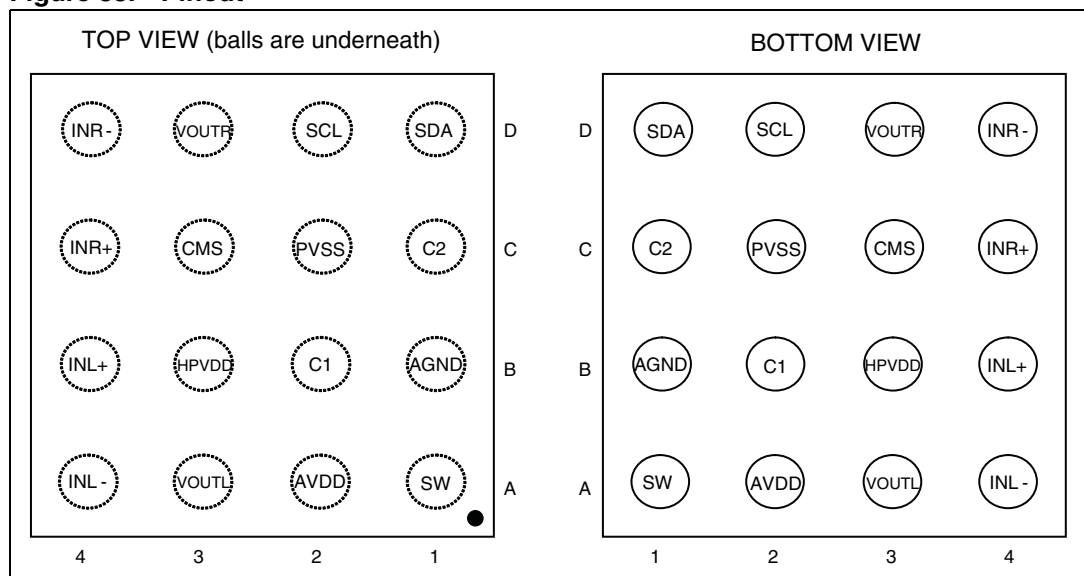 Figure Pinout
TOP VIEW (balls are underneath)
INR - VOUTR SCL SDA D
INR+ CMS PVSS C2 C
INL+ HPVDD C1 AGND B
INL - VOUTL AVDD SW A
4 3 2 1
BOTTOM VIEW
D SDA SCL VOUTR INR -
C C2 PVSS CMS INR+
B AGND C1 HPVDD INL+
A SW AVDD VOUTL INL -
1 2 3 4